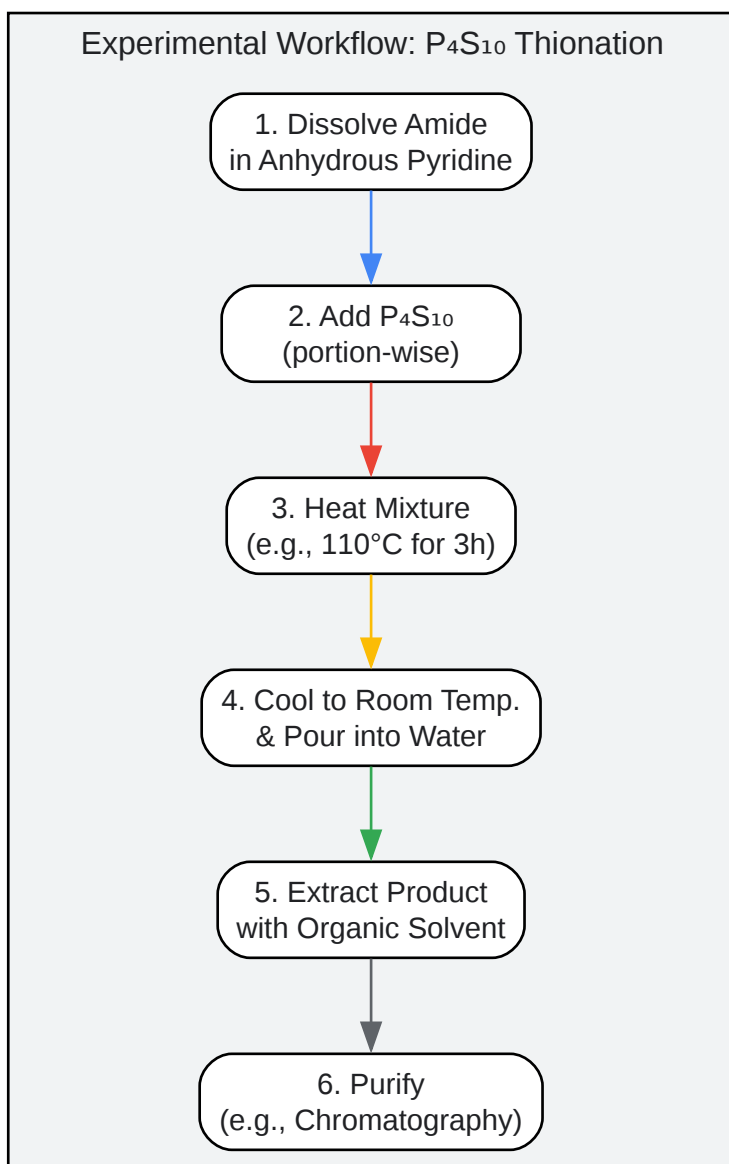 Experimental Workflow: P₄S₁₀ Thionation
1. Dissolve Amide
in Anhydrous Pyridine
2. Add P₄S₁₀
(portion-wise)
3. Heat Mixture
(e.g., 110°C for 3h)
4. Cool to Room Temp.
& Pour into Water
5. Extract Product
with Organic Solvent
6. Purify
(e.g., Chromatography)